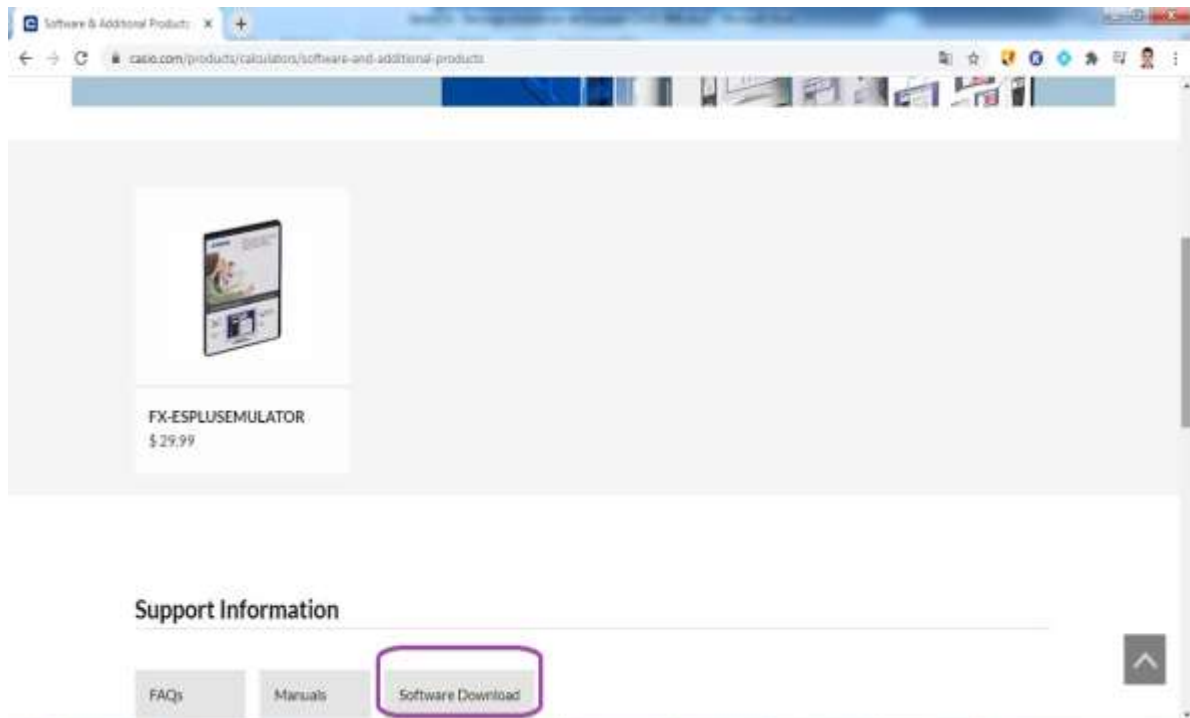 Software & Additional Products
casio.com/products/calculators/software-and-additional-products
FX-ESPLUSEMULATOR
$ 29.99
Support Information
FAQs
Manuals
Software Download